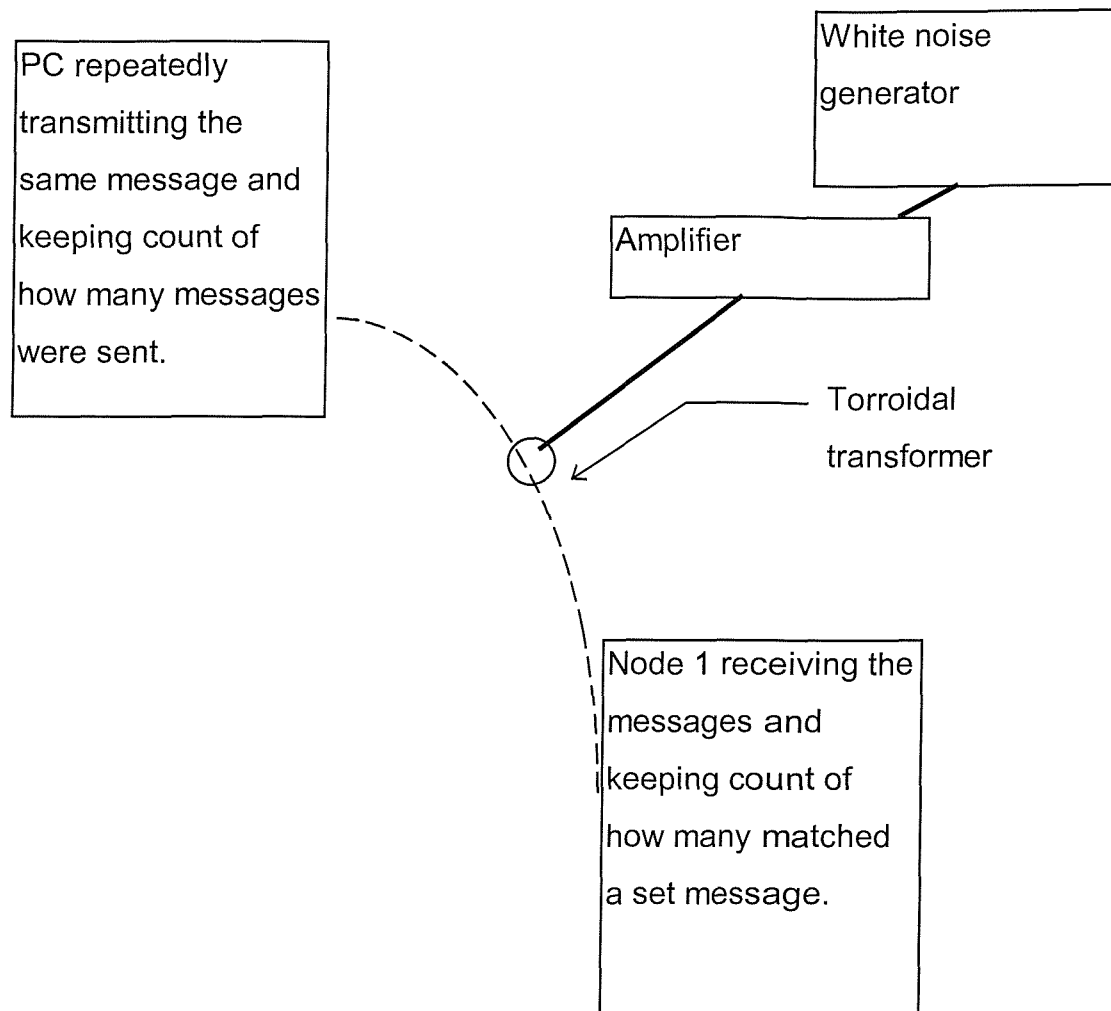 PC repeatedly
transmitting the
same message and
keeping count of
how many messages
were sent.
White noise
generator
Amplifier
Torroidal
transformer
Node 1 receiving the
messages and
keeping count of
how many matched
a set message.